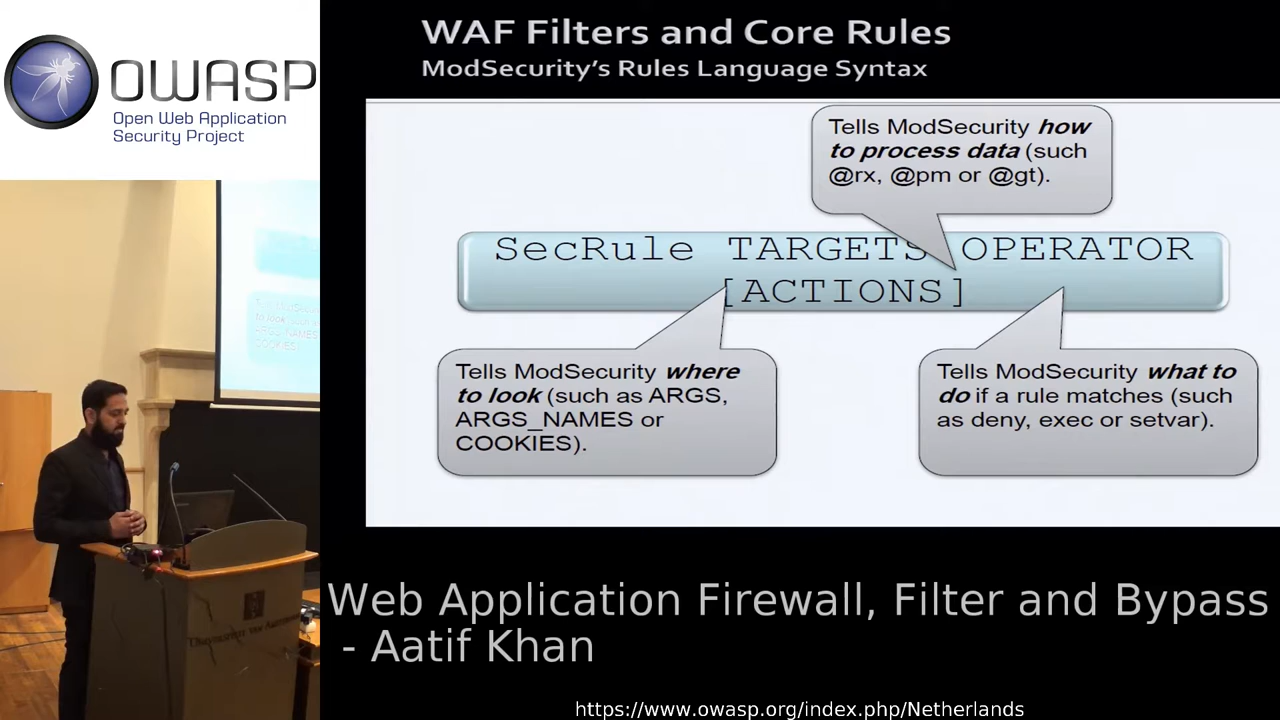 OWASP
Open Web Application
Security Project
WAF Filters and Core Rules
ModSecurity's Rules Language Syntax
Tells ModSecurity how
to process data (such
@rx, @pm or @gt).
SecRule TARGETS OPERATOR
[ACTIONS]
Tells ModSecurity where
to look (such as ARGS,
ARGS_NAMES or
COOKIES).
Tells ModSecurity what to
do if a rule matches (such
as deny, exec or setvar).
Web Application Firewall, Filter and Bypass
- Aatif Khan
https://www.owasp.org/index.php/Netherlands